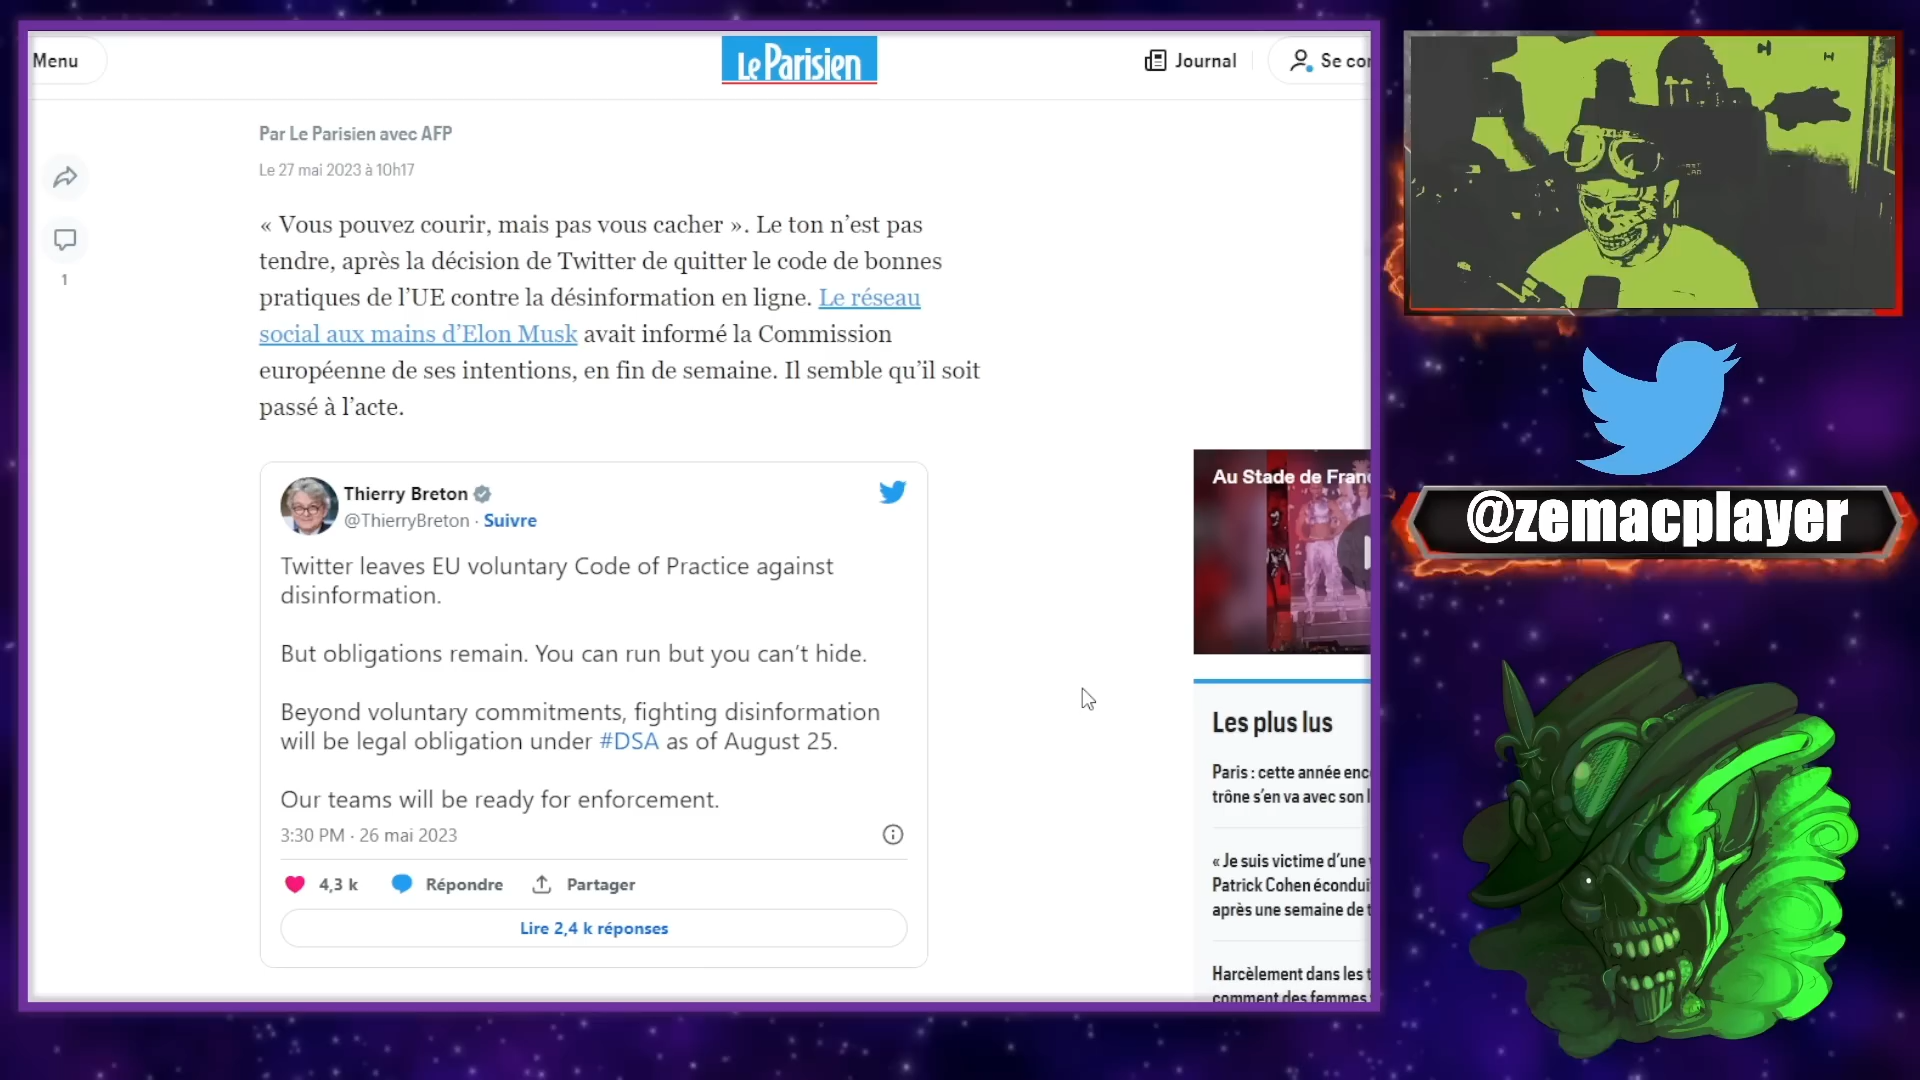 Menu
Le Parisien
Journal
Se con
Par Le Parisien avec AFP
Le 27 mai 2023 à 10h17
1
« Vous pouvez courir, mais pas vous cacher ». Le ton n’est pas
tendre, après la décision de Twitter de quitter le code de bonnes
pratiques de l’UE contre la désinformation en ligne. Le réseau
social aux mains d’Elon Musk avait informé la Commission
européenne de ses intentions, en fin de semaine. Il semble qu’il soit
passé à l’acte.
Thierry Breton
@ThierryBreton · Suivre
Twitter leaves EU voluntary Code of Practice against
disinformation.
But obligations remain. You can run but you can’t hide.
Beyond voluntary commitments, fighting disinformation
will be legal obligation under #DSA as of August 25.
Our teams will be ready for enforcement.
3:30 PM · 26 mai 2023
4,3 k
Répondre
Partager
Lire 2,4 k réponses
Au Stade de Franc
Les plus lus
Paris : cette année enc
trône s’en va avec son
« Je suis victime d’une
Patrick Cohen éconduit
après une semaine de
Harcèlement dans les t
comment des femmes
@zemacplayer